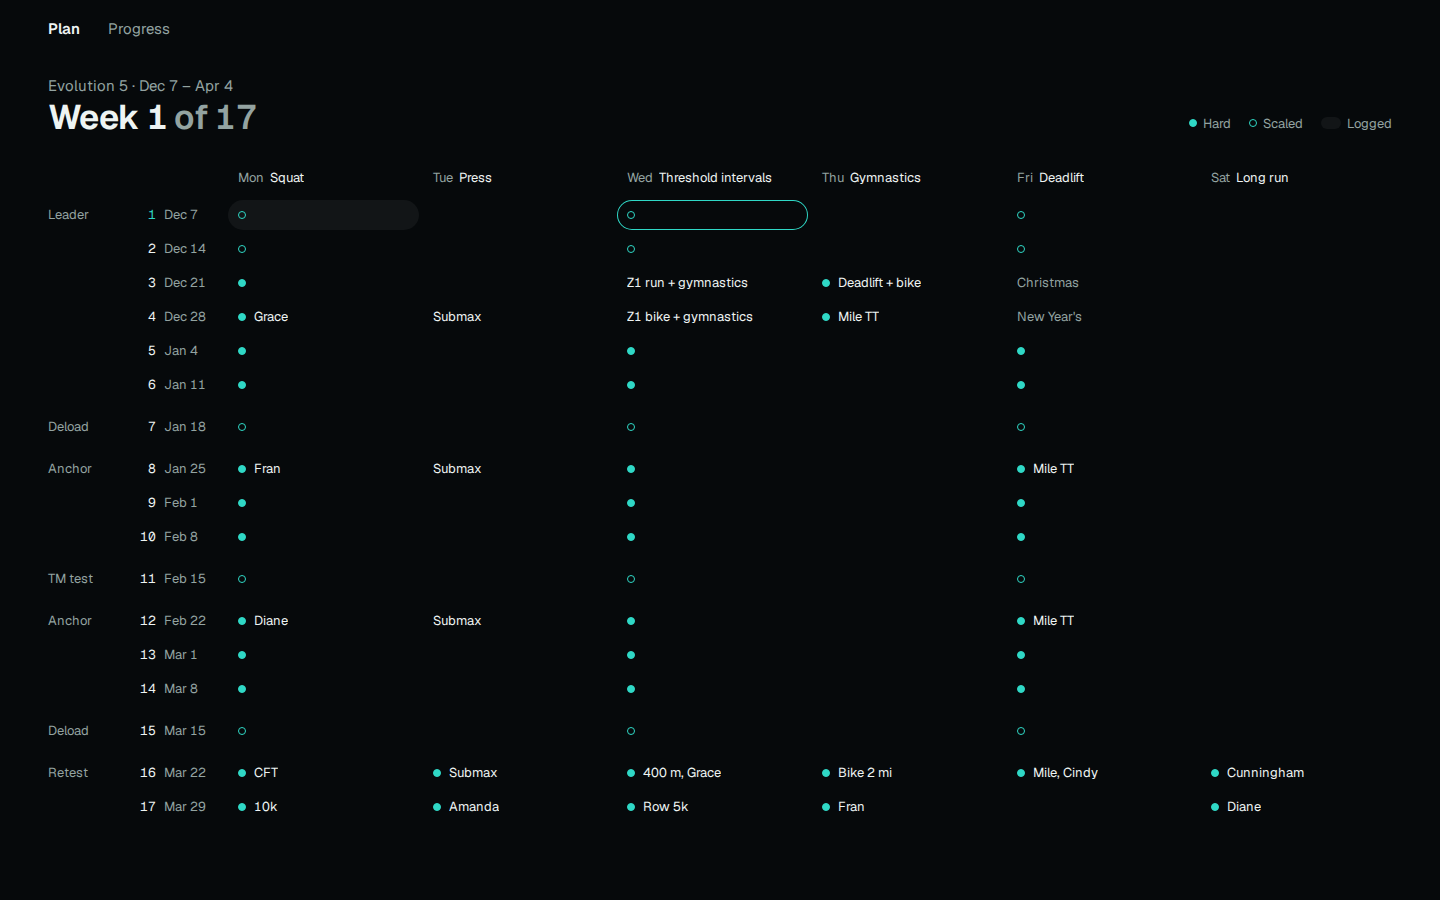 Plan Progress
Evolution 5 · Dec 7 – Apr 4
Week 1 of 17
Hard Scaled Logged
Mon Squat Tue Press Wed Threshold intervals Thu Gymnastics Fri Deadlift Sat Long run
Leader 1 Dec 7
2 Dec 14
3 Dec 21 Z1 run + gymnastics Deadlift + bike Christmas
4 Dec 28 Grace Submax Z1 bike + gymnastics Mile TT New Year's
5 Jan 4
6 Jan 11
Deload 7 Jan 18
Anchor 8 Jan 25 Fran Submax Mile TT
9 Feb 1
10 Feb 8
TM test 11 Feb 15
Anchor 12 Feb 22 Diane Submax Mile TT
13 Mar 1
14 Mar 8
Deload 15 Mar 15
Retest 16 Mar 22 CFT Submax 400 m, Grace Bike 2 mi Mile, Cindy Cunningham
17 Mar 29 10k Amanda Row 5k Fran Diane